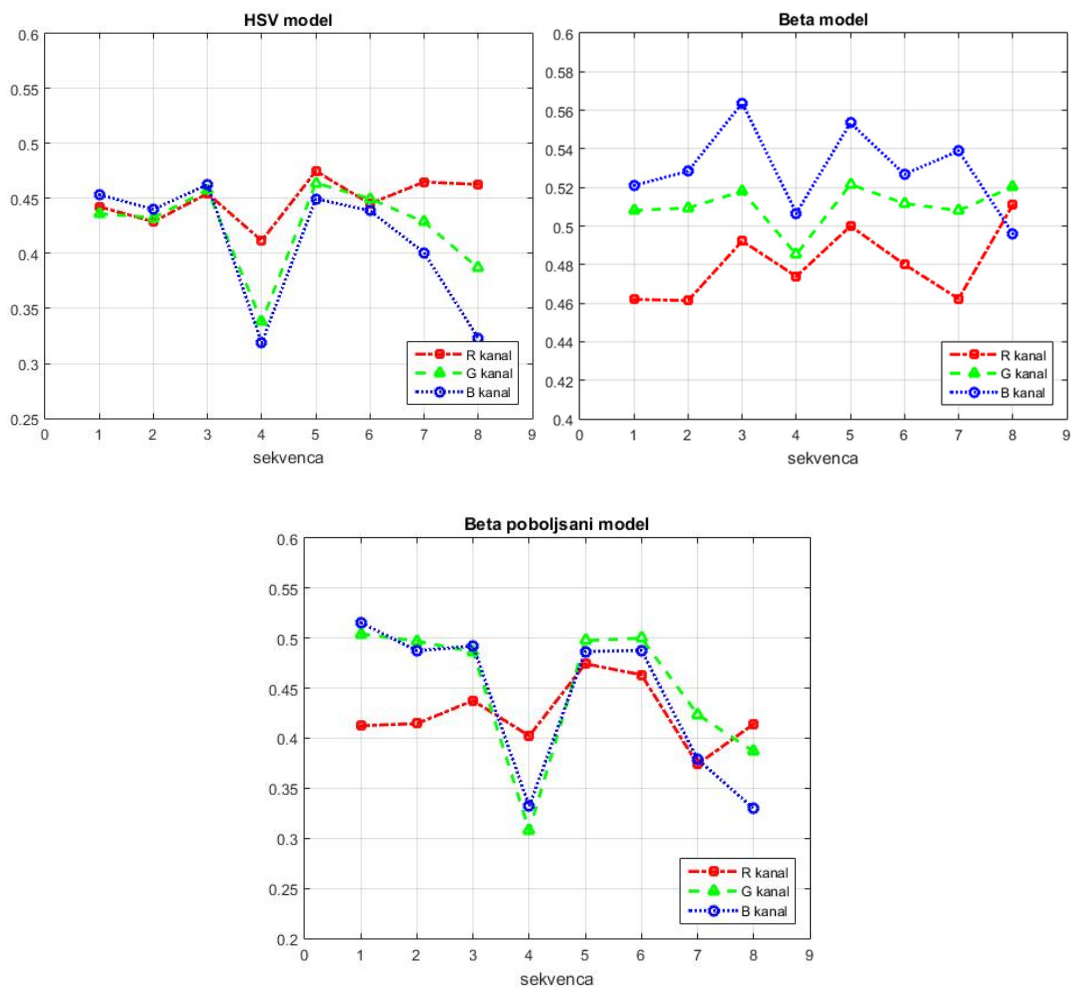 HSV model
0.6
0.55
0.5
0.45
0.4
0.35
0.3
0.25
R kanal
G kanal
B kanal
0 1 2 3 4 5 6 7 8 9
sekvenca
Beta model
0.6
0.58
0.56
0.54
0.52
0.5
0.48
0.46
0.44
0.42
0.4
R kanal
G kanal
B kanal
0 1 2 3 4 5 6 7 8 9
sekvenca
Beta poboljsani model
0.6
0.55
0.5
0.45
0.4
0.35
0.3
0.25
0.2
R kanal
G kanal
B kanal
0 1 2 3 4 5 6 7 8 9
sekvenca